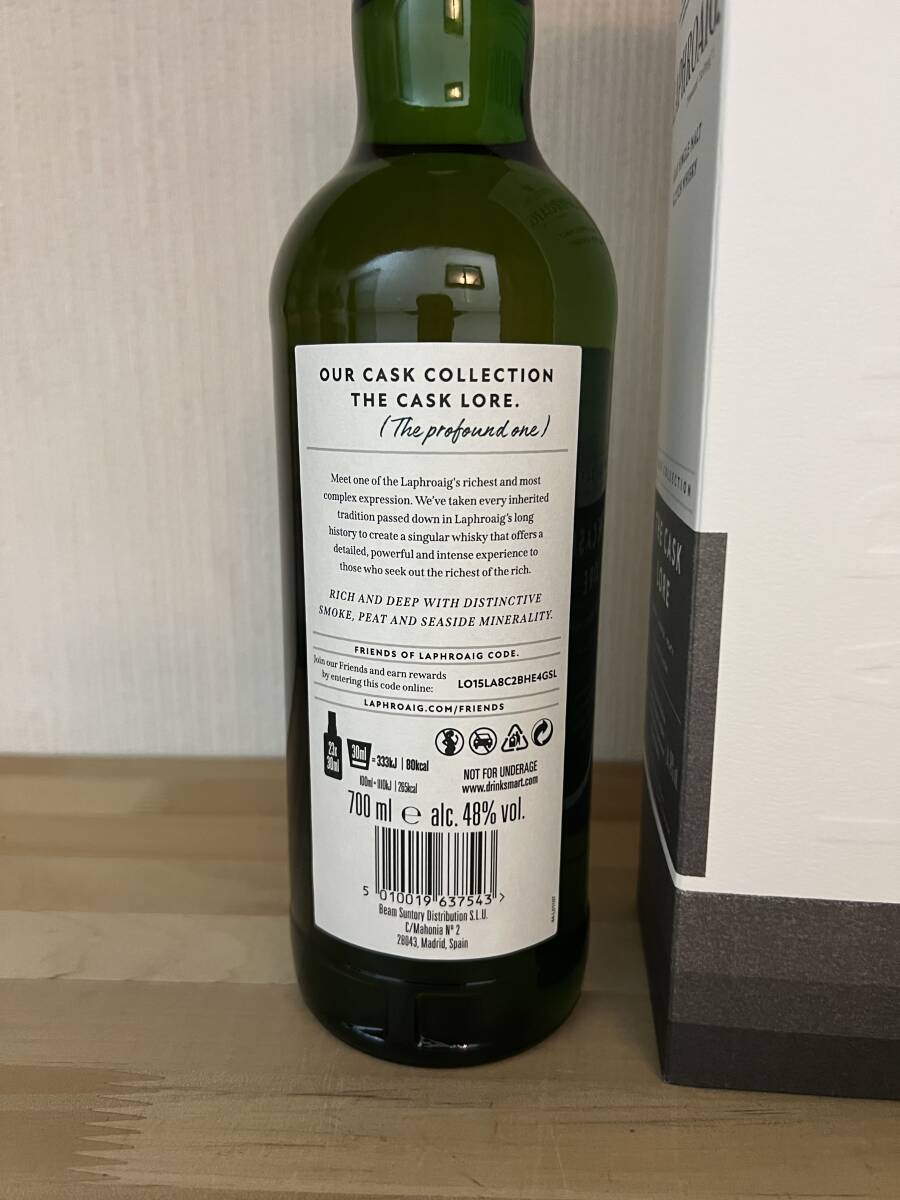 OUR CASK COLLECTION
THE CASK LORE.
(The profound one)
Meet one of the Laphroaig's richest and most
complex expression. We've taken every inherited
tradition passed down in Laphroaig's long
history to create a singular whisky that offers a
detailed, powerful and intense experience to
those who seek out the richest of the rich.
RICH AND DEEP WITH DISTINCTIVE
SMOKE, PEAT AND SEASIDE MINERALITY.
FRIENDS OF LAPHROAIG CODE.
Join our Friends and earn rewards
by entering this code online:
LO15LA8C2BHE4GSL
LAPHROAIG.COM/FRIENDS
23x
30ml
30ml
= 333kJ | 80kcal
100ml = 1110kJ | 265kcal
NOT FOR UNDERAGE
www.drinksmart.com
700 ml e alc. 48% vol.
5 010019 637543 >
Beam Suntory Distribution S.L.U.
C/Mahonia Nº 2
28043, Madrid, Spain
LAPHROAIG
SINGLE MALT
SCOTCH WHISKY
COLLECTION
THE CASK
LORE